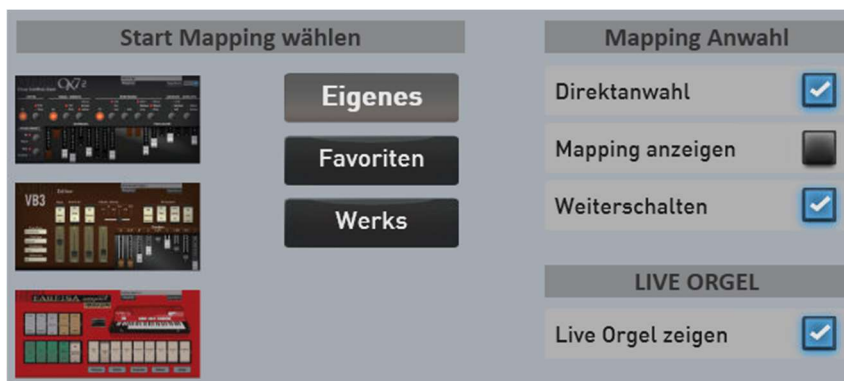 Start Mapping wählen
Eigenes
Favoriten
Werks
VB3
Mapping Anwahl
Direktanwahl
Mapping anzeigen
Weiterschalten
LIVE ORGEL
Live Orgel zeigen